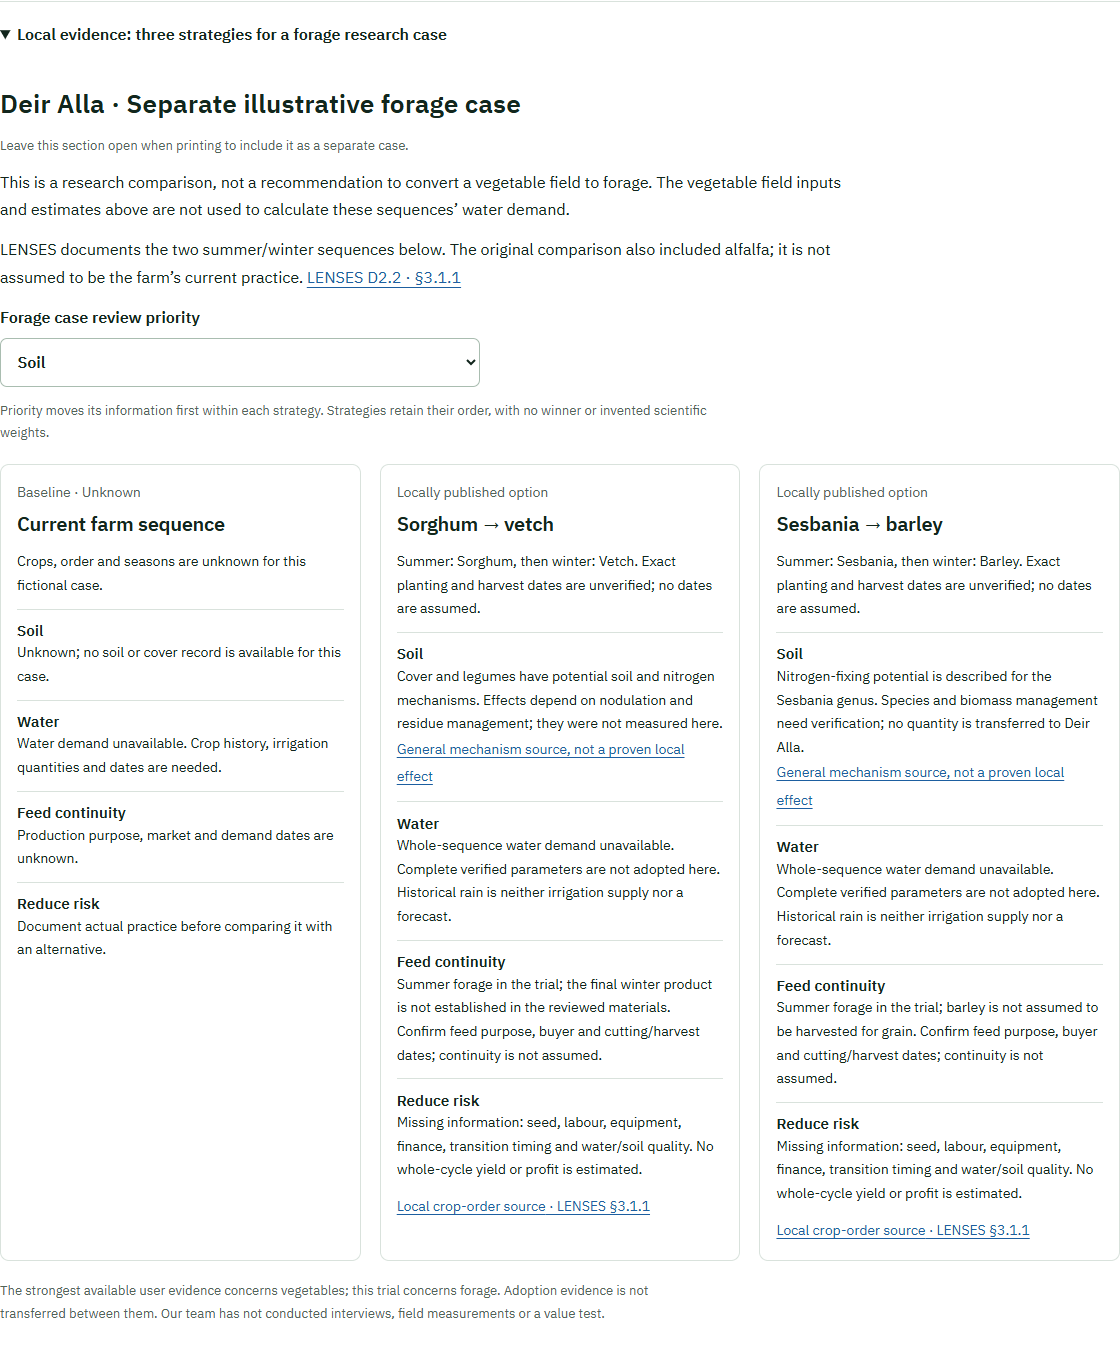 ▼ Local evidence: three strategies for a forage research case
Deir Alla · Separate illustrative forage case
Leave this section open when printing to include it as a separate case.
This is a research comparison, not a recommendation to convert a vegetable field to forage. The vegetable field inputs
and estimates above are not used to calculate these sequences’ water demand.
LENSES documents the two summer/winter sequences below. The original comparison also included alfalfa; it is not
assumed to be the farm’s current practice. LENSES D2.2 · §3.1.1
Forage case review priority
Soil
Priority moves its information first within each strategy. Strategies retain their order, with no winner or invented scientific
weights.
Baseline · Unknown
Current farm sequence
Crops, order and seasons are unknown for this
fictional case.
Soil
Unknown; no soil or cover record is available for this
case.
Water
Water demand unavailable. Crop history, irrigation
quantities and dates are needed.
Feed continuity
Production purpose, market and demand dates are
unknown.
Reduce risk
Document actual practice before comparing it with
an alternative.
Locally published option
Sorghum → vetch
Summer: Sorghum, then winter: Vetch. Exact
planting and harvest dates are unverified; no dates
are assumed.
Soil
Cover and legumes have potential soil and nitrogen
mechanisms. Effects depend on nodulation and
residue management; they were not measured here.
General mechanism source, not a proven local
effect
Water
Whole-sequence water demand unavailable.
Complete verified parameters are not adopted here.
Historical rain is neither irrigation supply nor a
forecast.
Feed continuity
Summer forage in the trial; the final winter product
is not established in the reviewed materials.
Confirm feed purpose, buyer and cutting/harvest
dates; continuity is not assumed.
Reduce risk
Missing information: seed, labour, equipment,
finance, transition timing and water/soil quality. No
whole-cycle yield or profit is estimated.
Local crop-order source · LENSES §3.1.1
Locally published option
Sesbania → barley
Summer: Sesbania, then winter: Barley. Exact
planting and harvest dates are unverified; no dates
are assumed.
Soil
Nitrogen-fixing potential is described for the
Sesbania genus. Species and biomass management
need verification; no quantity is transferred to Deir
Alla.
General mechanism source, not a proven local
effect
Water
Whole-sequence water demand unavailable.
Complete verified parameters are not adopted here.
Historical rain is neither irrigation supply nor a
forecast.
Feed continuity
Summer forage in the trial; barley is not assumed to
be harvested for grain. Confirm feed purpose, buyer
and cutting/harvest dates; continuity is not
assumed.
Reduce risk
Missing information: seed, labour, equipment,
finance, transition timing and water/soil quality. No
whole-cycle yield or profit is estimated.
Local crop-order source · LENSES §3.1.1
The strongest available user evidence concerns vegetables; this trial concerns forage. Adoption evidence is not
transferred between them. Our team has not conducted interviews, field measurements or a value test.